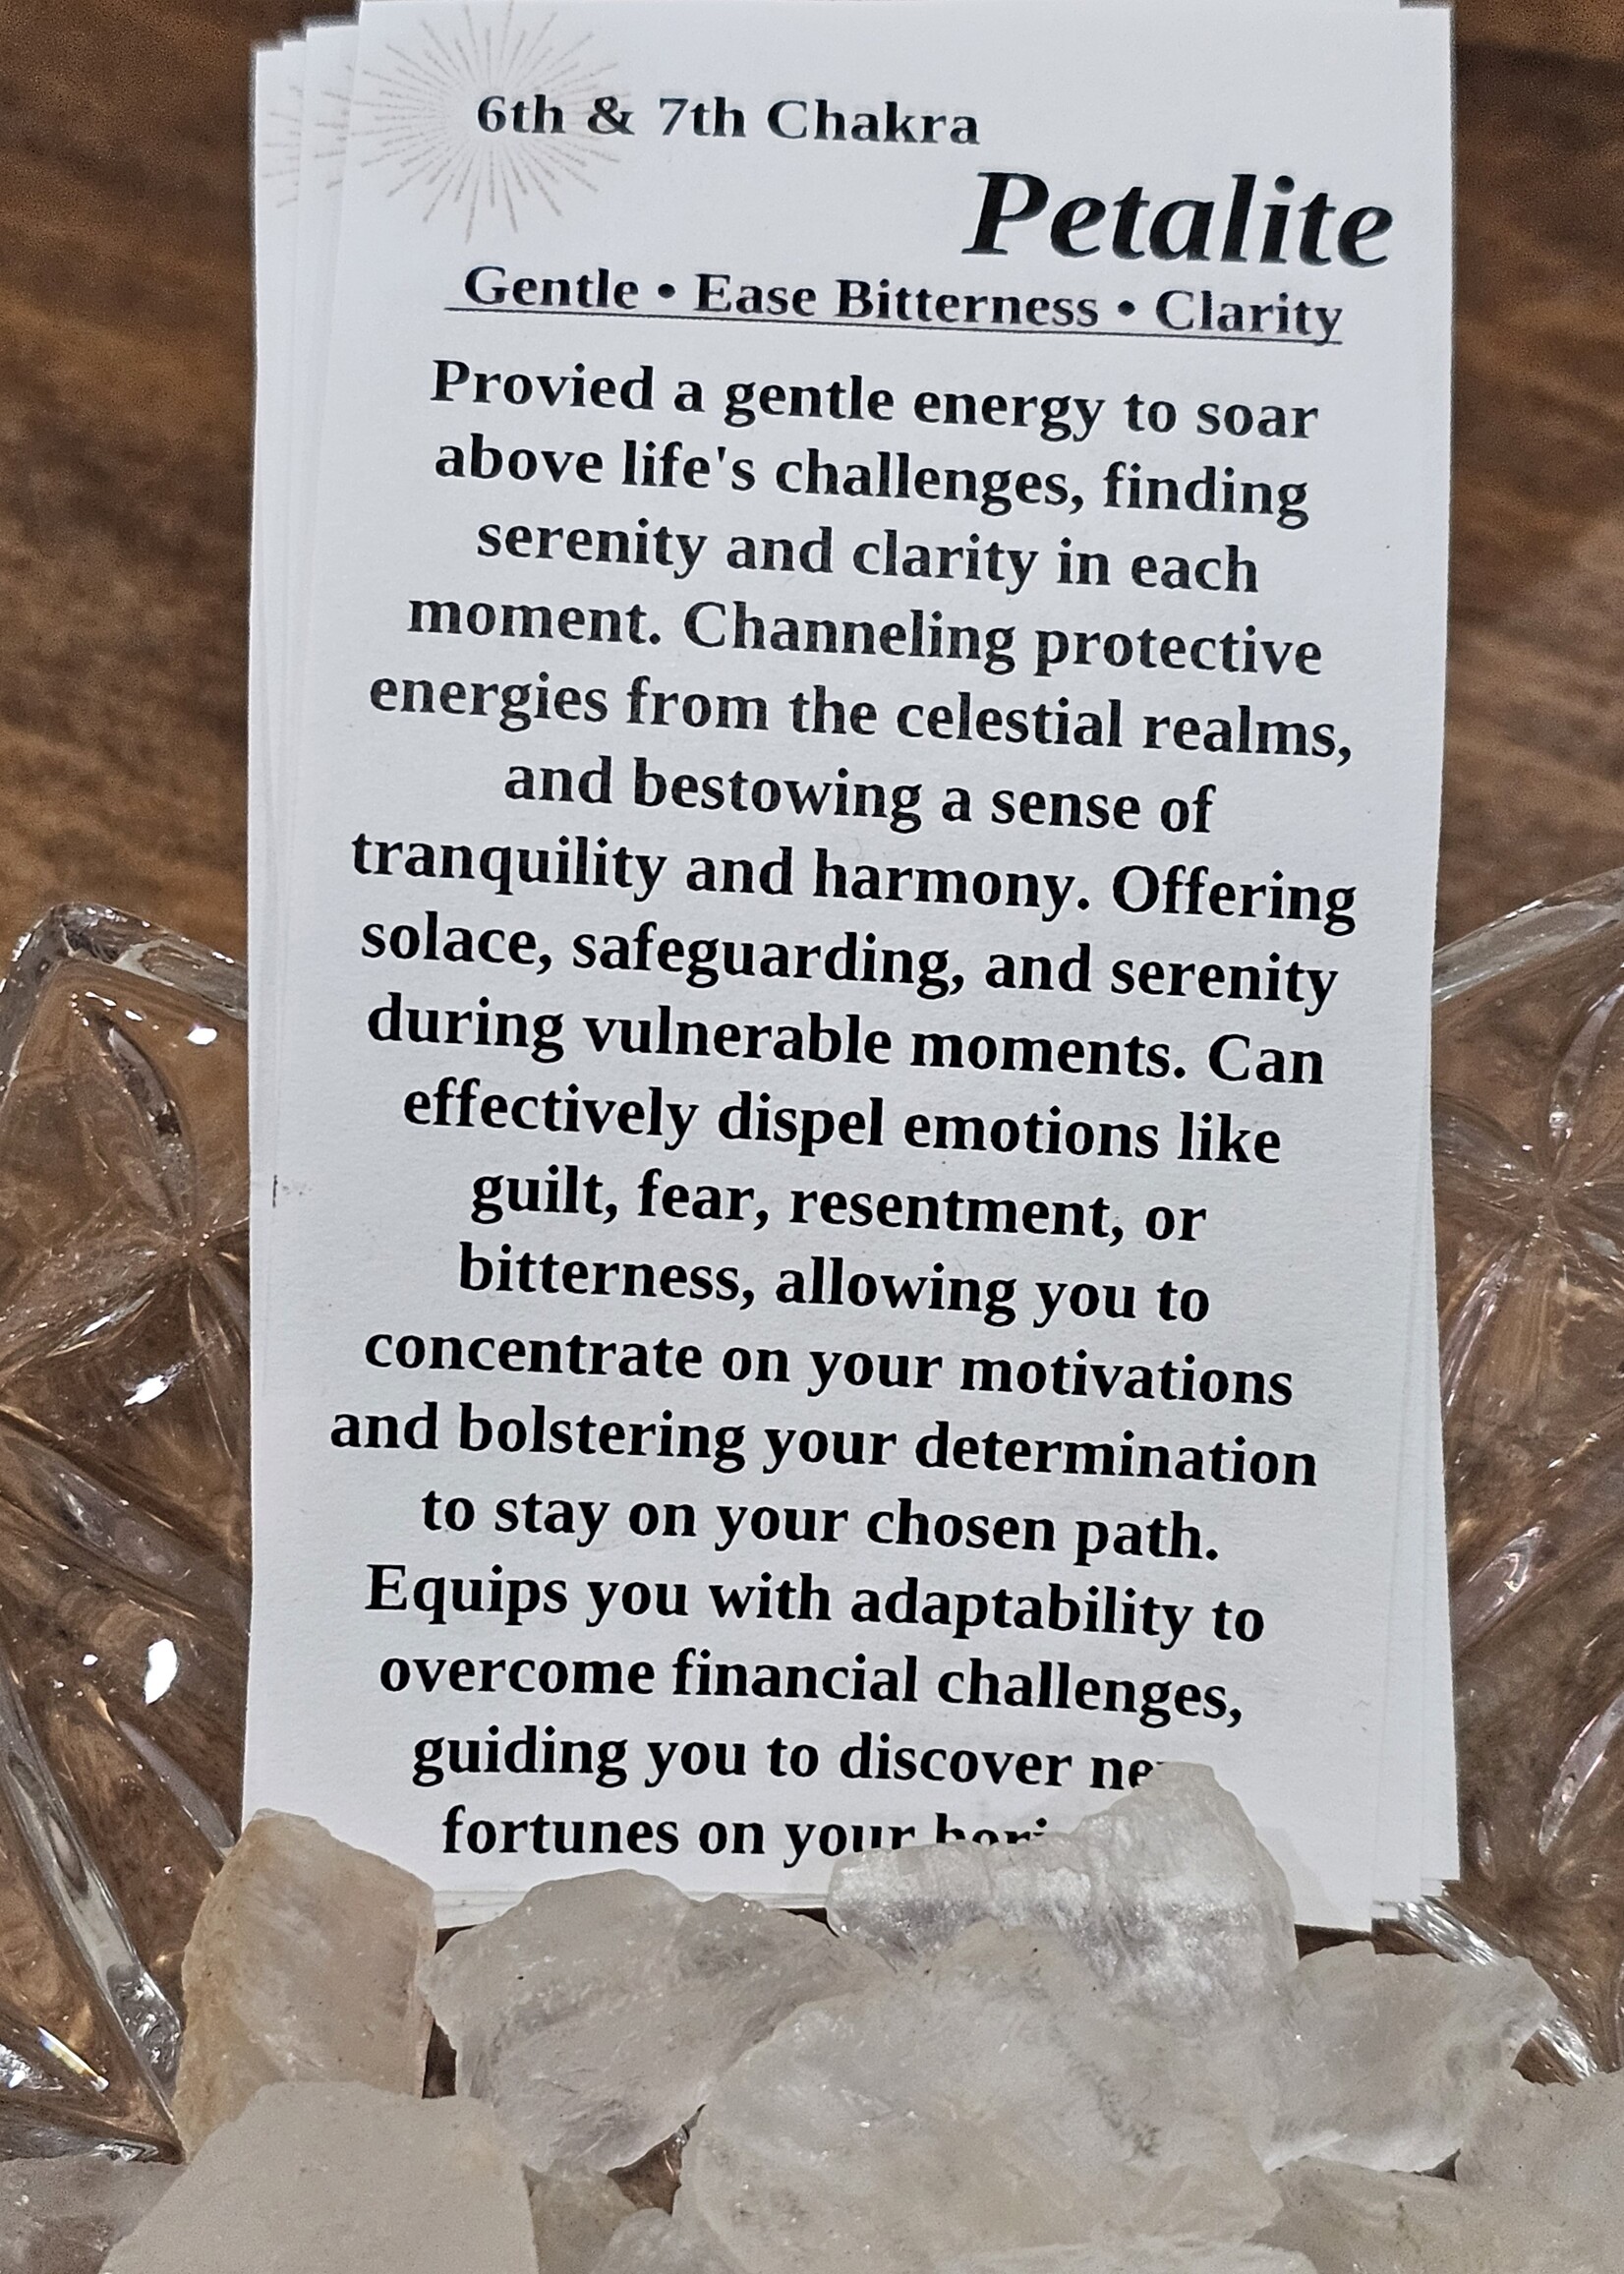 6th & 7th Chakra
Petalite
Gentle • Ease Bitterness • Clarity
Provied a gentle energy to soar
above life's challenges, finding
serenity and clarity in each
moment. Channeling protective
energies from the celestial realms,
and bestowing a sense of
tranquility and harmony. Offering
solace, safeguarding, and serenity
during vulnerable moments. Can
effectively dispel emotions like
guilt, fear, resentment, or
bitterness, allowing you to
concentrate on your motivations
and bolstering your determination
to stay on your chosen path.
Equips you with adaptability to
overcome financial challenges,
guiding you to discover
fortunes on your